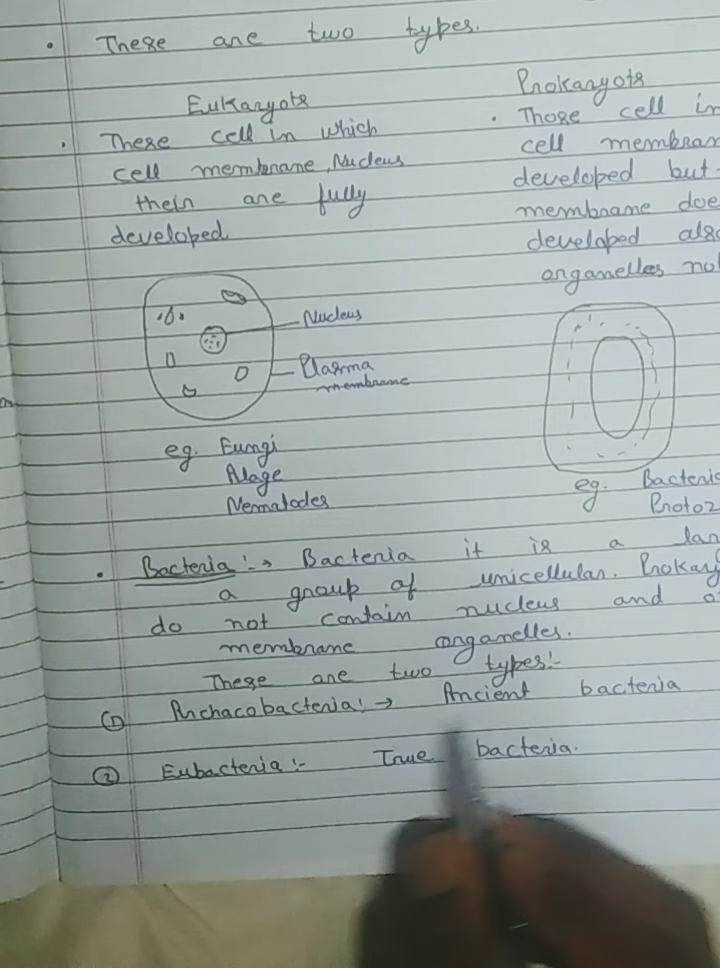 • These are two types.
Eukaryots
• These cell in which
cell membrane, Nucleus
their are fully
developed
Nucleus
Plasma
membrane
eg. Fungi
Alage
Nematodes
Prokaryots
• Those cell in
cell membran
developed but
membrane doe
developed als
organelles no
eg. Bacteria
Protoz
• Bacteria :→ Bacteria it is a lar
a group of unicellular. Prokary
do not contain nucleus and o
membrane organelles.
These are two types:-
① Archaeobacteria :→ Ancient bacteria
② Eubacteria :- True bacteria.